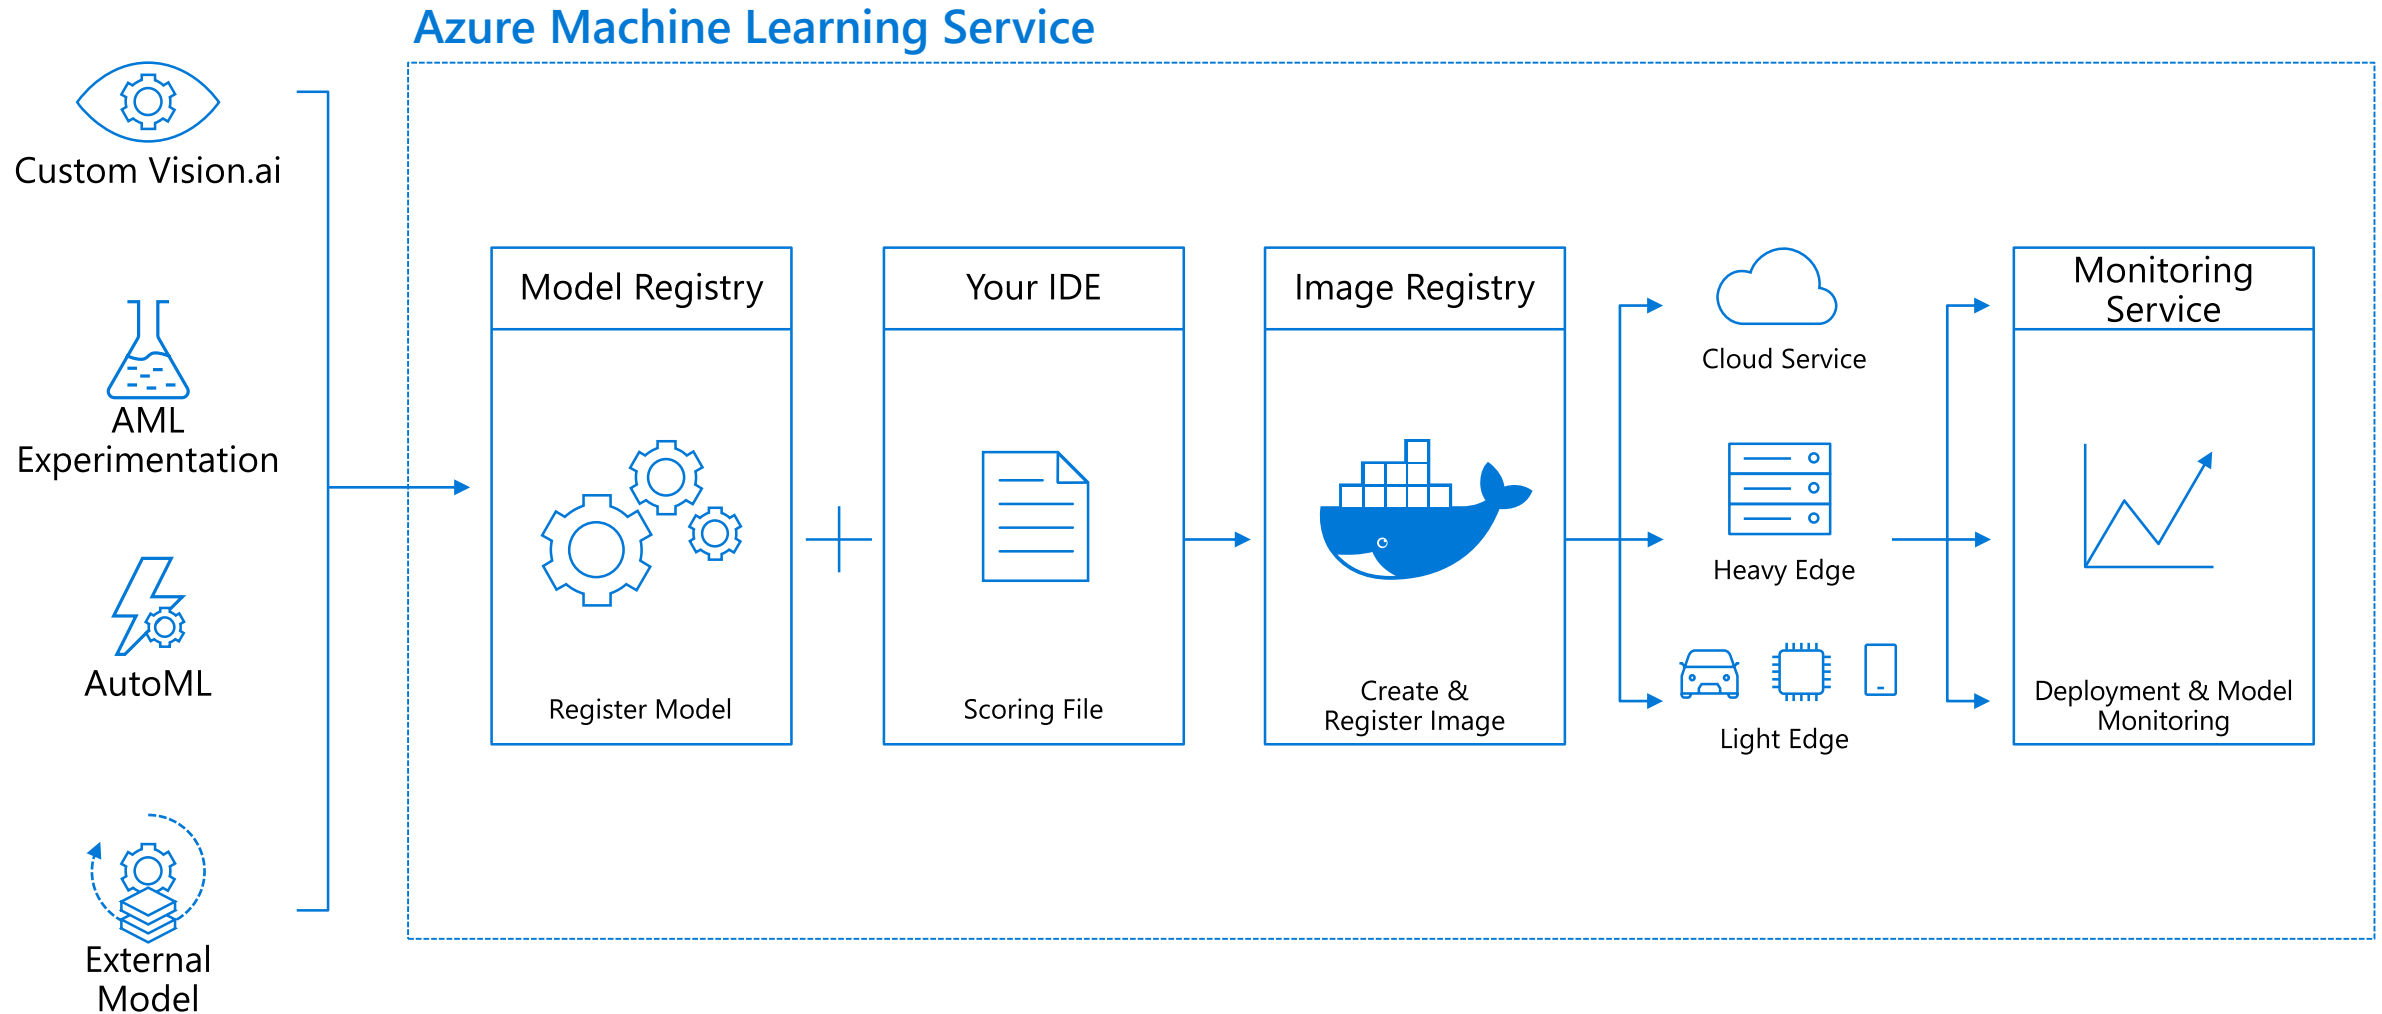 Azure Machine Learning Service
Custom Vision.ai
AML
Experimentation
AutoML
External
Model
Model Registry
Register Model
Your IDE
Scoring File
Image Registry
Create &
Register Image
Cloud Service
Heavy Edge
Light Edge
Monitoring
Service
Deployment & Model
Monitoring